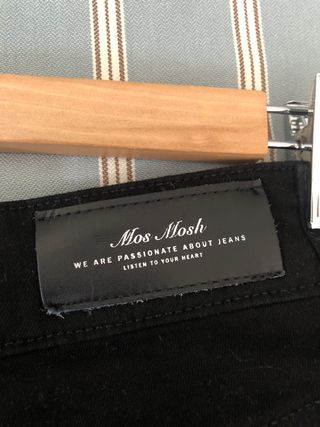 Mos Mosh
WE ARE PASSIONATE ABOUT JEANS
LISTEN TO YOUR HEART